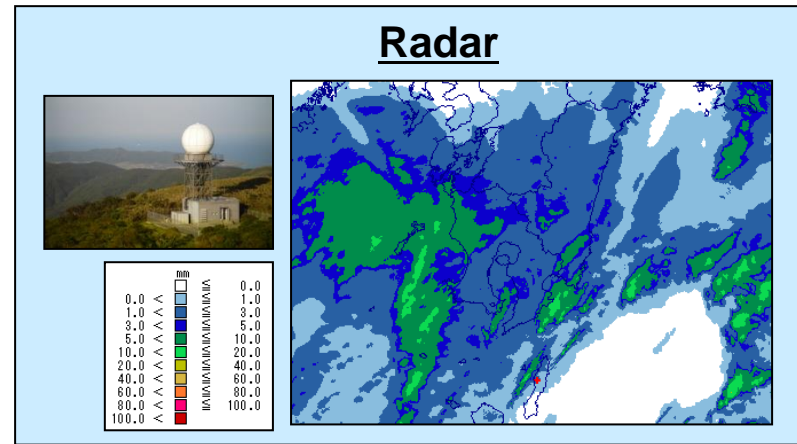 Radar
mm
≦ 0.0
0.0 < ≦ 1.0
1.0 < ≦ 3.0
3.0 < ≦ 5.0
5.0 < ≦ 10.0
10.0 < ≦ 20.0
20.0 < ≦ 40.0
40.0 < ≦ 60.0
60.0 < ≦ 80.0
80.0 < ≦ 100.0
100.0 <